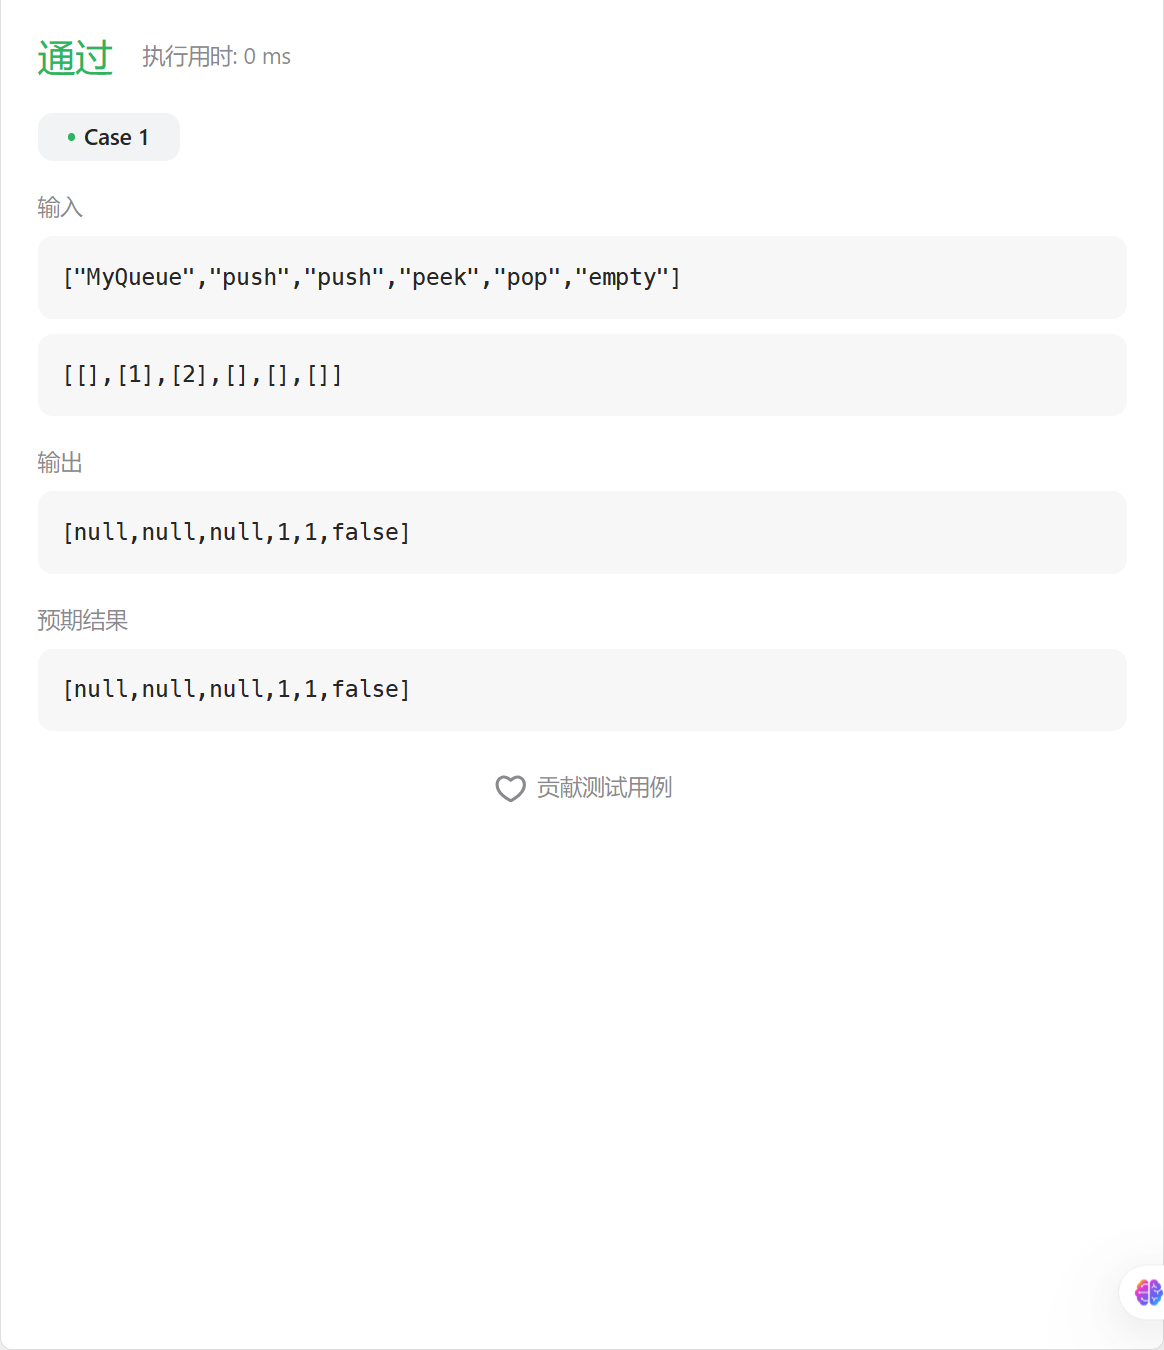 通过 执行用时: 0 ms
Case 1
输入
["MyQueue","push","push","peek","pop","empty"]
[[],[1],[2],[],[],[]]
输出
[null,null,null,1,1,false]
预期结果
[null,null,null,1,1,false]
贡献测试用例